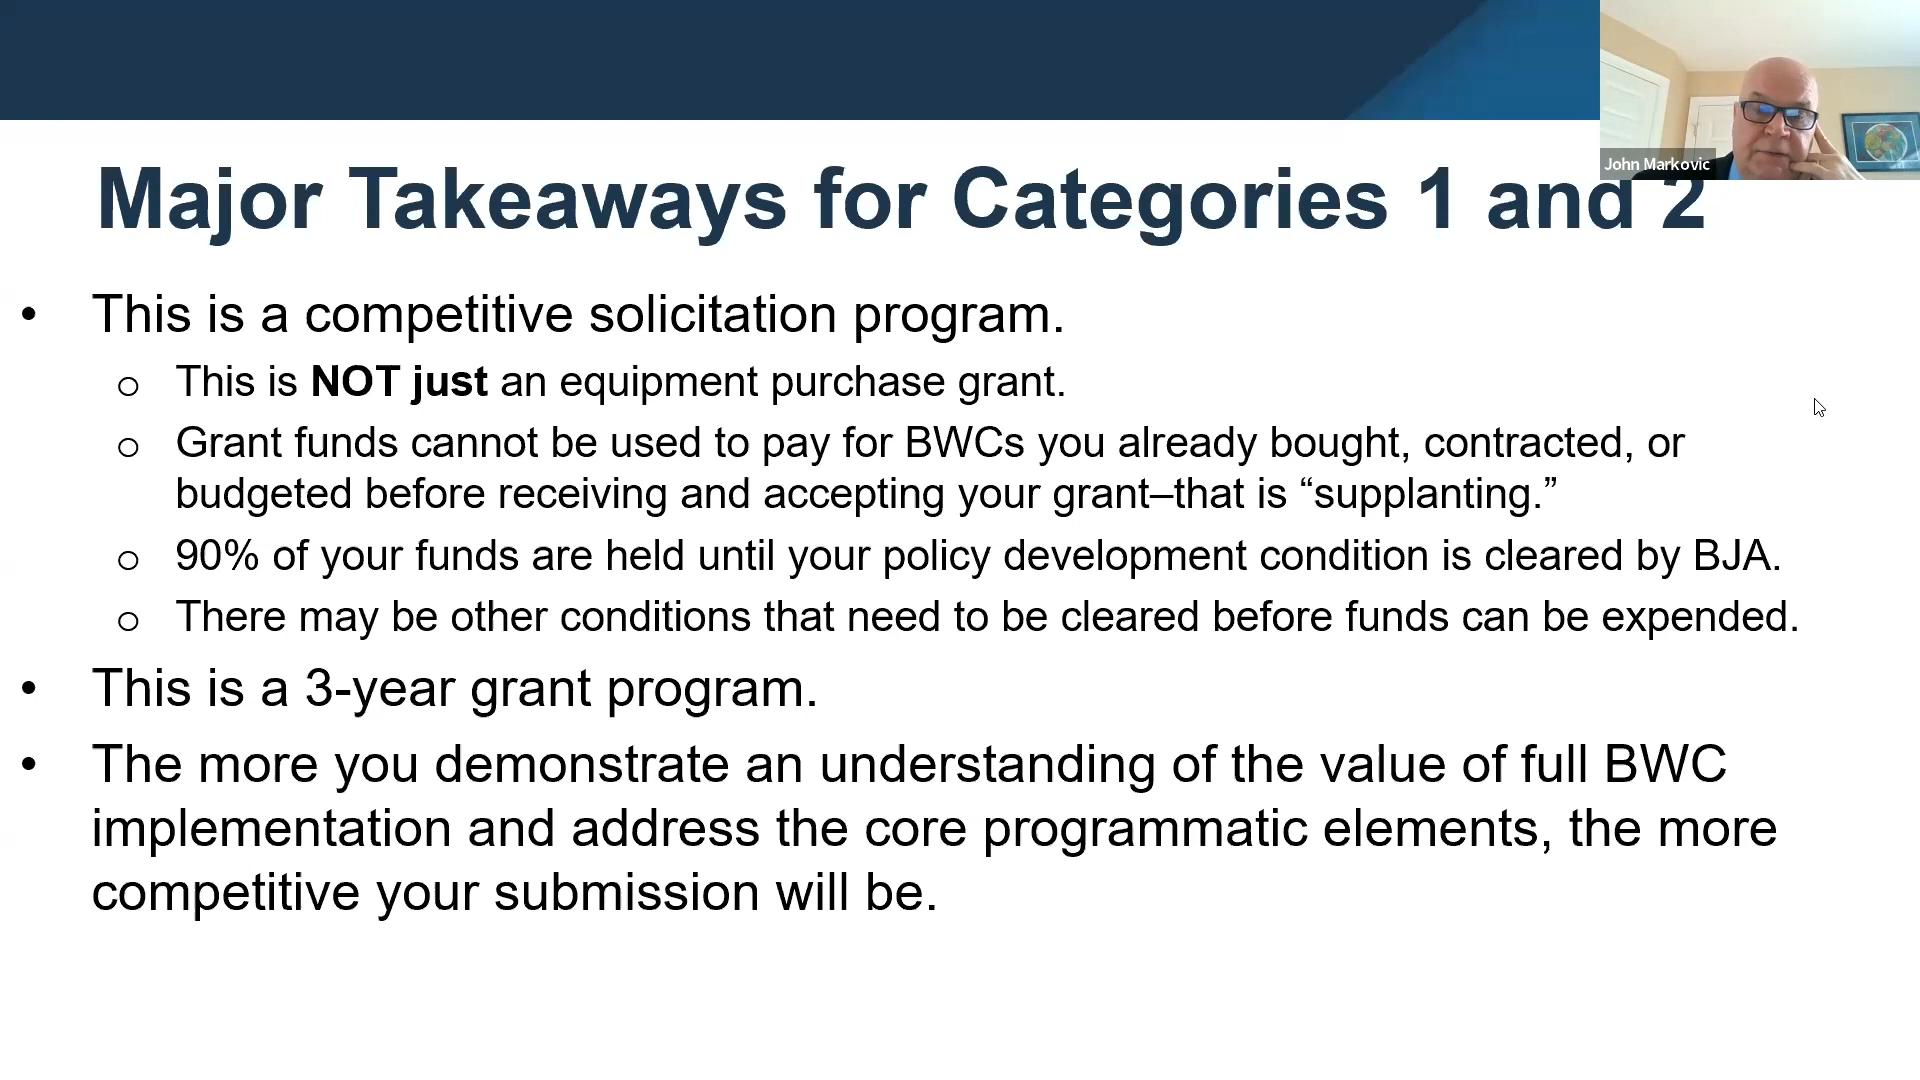 John Markovic
Major Takeaways for Categories 1 and 2
• This is a competitive solicitation program.
o This is NOT just an equipment purchase grant.
o Grant funds cannot be used to pay for BWCs you already bought, contracted, or
budgeted before receiving and accepting your grant–that is “supplanting.”
o 90% of your funds are held until your policy development condition is cleared by BJA.
o There may be other conditions that need to be cleared before funds can be expended.
• This is a 3-year grant program.
• The more you demonstrate an understanding of the value of full BWC
implementation and address the core programmatic elements, the more
competitive your submission will be.